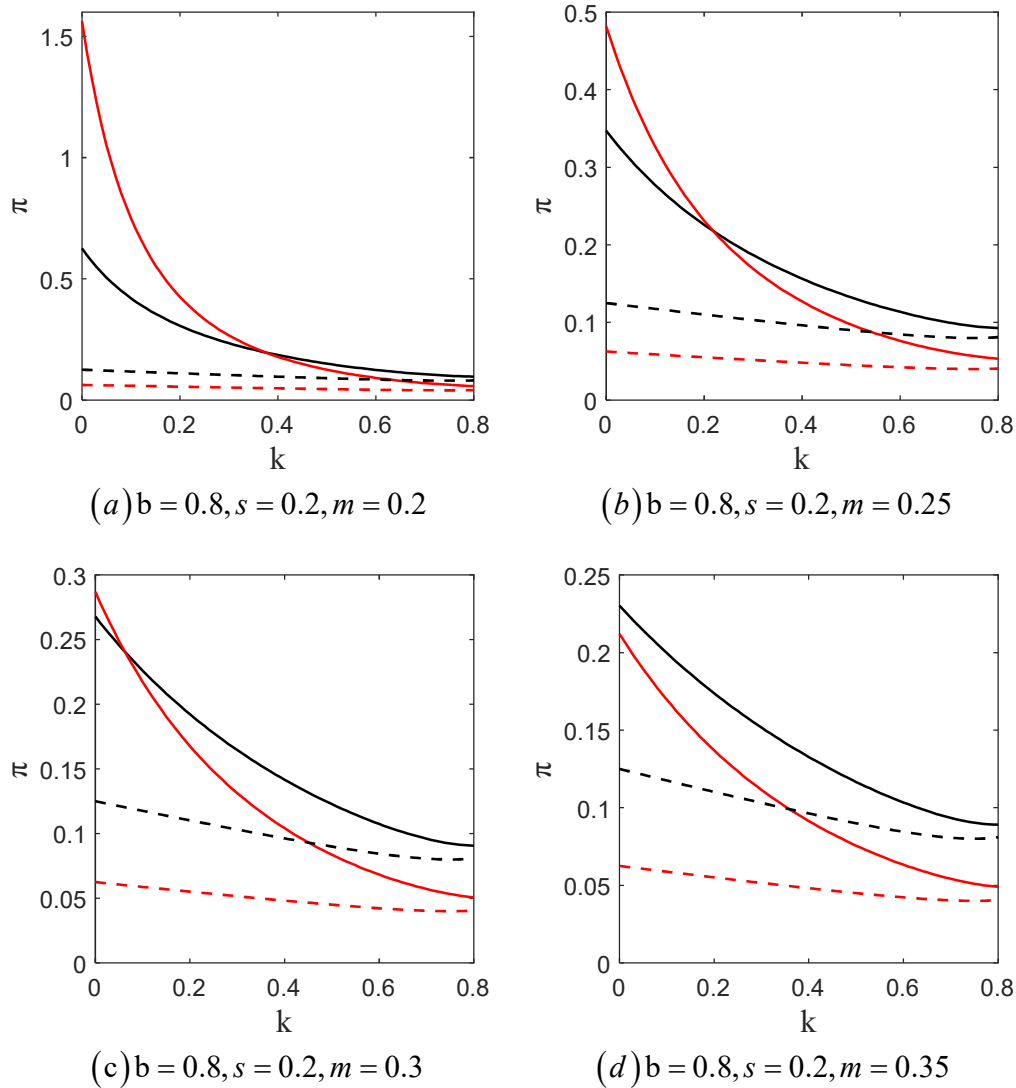 1.5
1
0.5
0
π
0 0.2 0.4 0.6 0.8
k
(a) b = 0.8, s = 0.2, m = 0.2
0.5
0.4
0.3
0.2
0.1
0
π
0 0.2 0.4 0.6 0.8
k
(b) b = 0.8, s = 0.2, m = 0.25
0.3
0.25
0.2
0.15
0.1
0.05
0
π
0 0.2 0.4 0.6 0.8
k
(c) b = 0.8, s = 0.2, m = 0.3
0.25
0.2
0.15
0.1
0.05
0
π
0 0.2 0.4 0.6 0.8
k
(d) b = 0.8, s = 0.2, m = 0.35